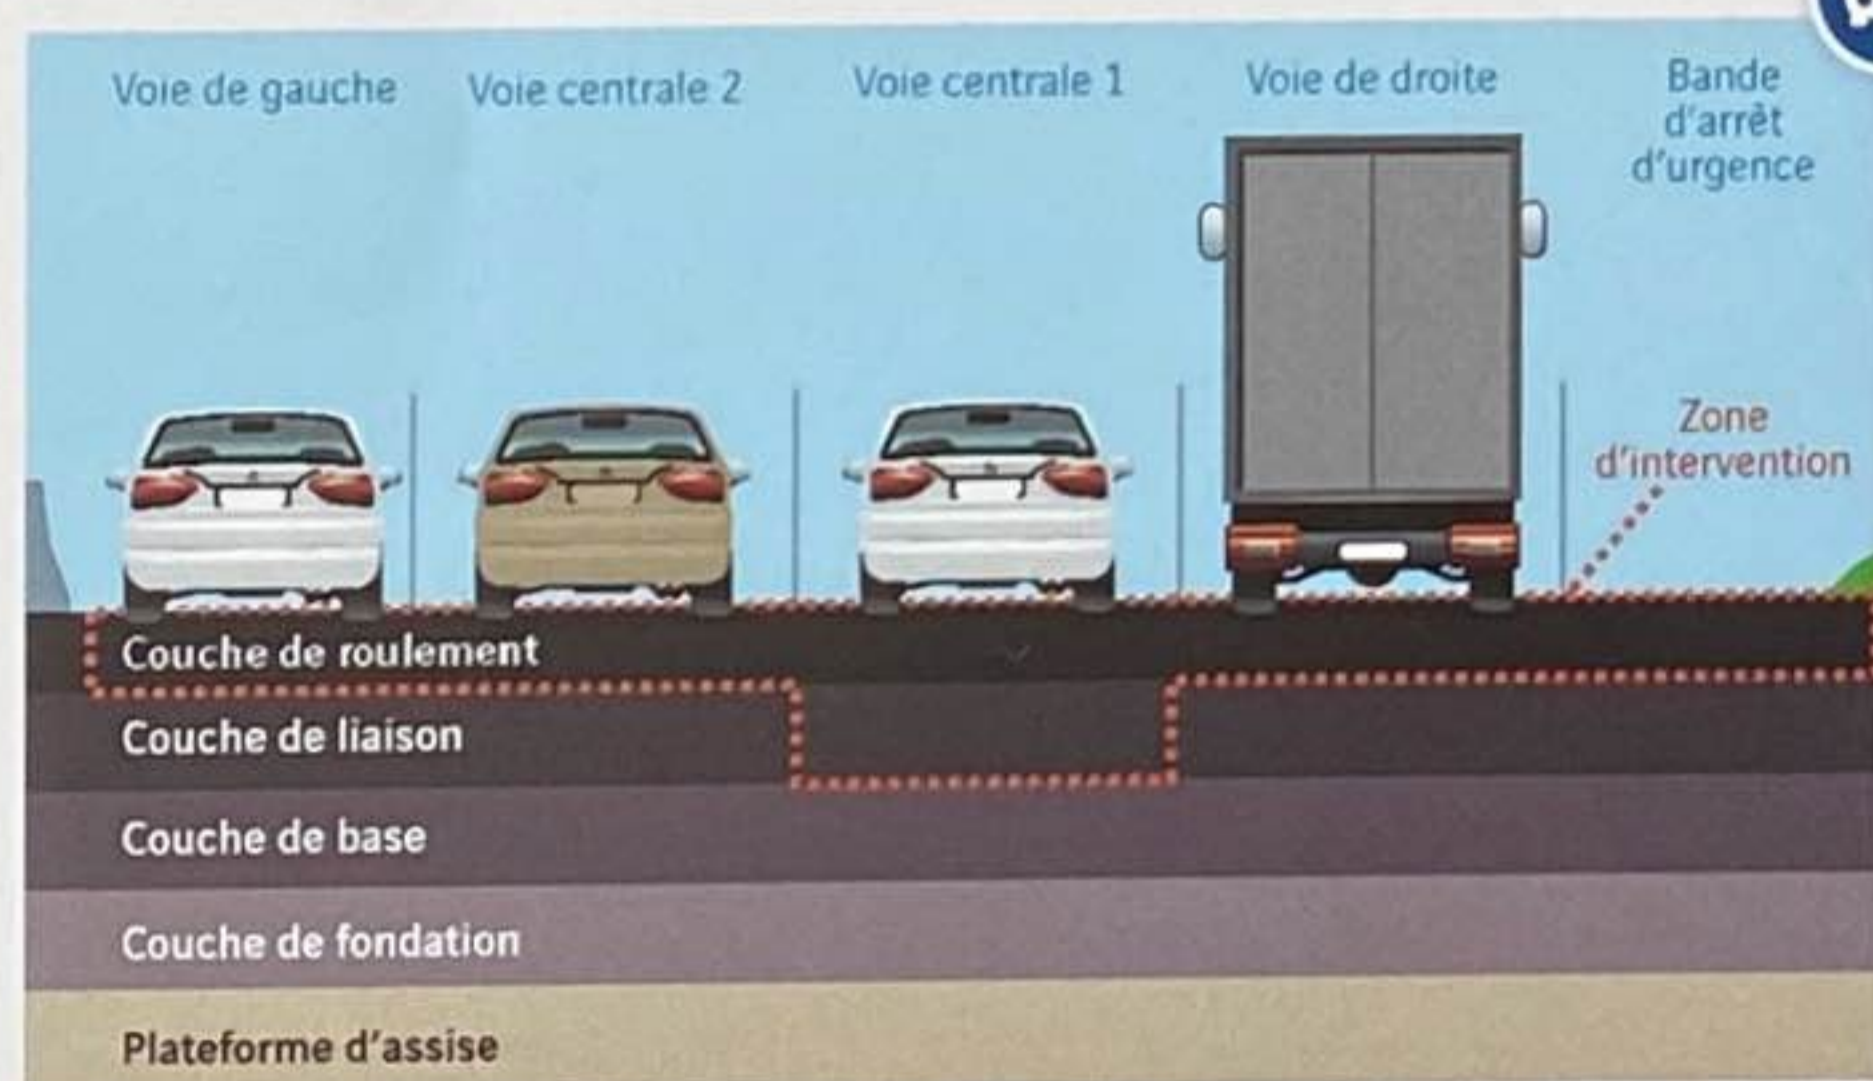 Voie de gauche
Voie centrale 2
Voie centrale 1
Voie de droite
Bande
d'arrêt
d'urgence
Zone
d'intervention
Couche de roulement
Couche de liaison
Couche de base
Couche de fondation
Plateforme d'assise